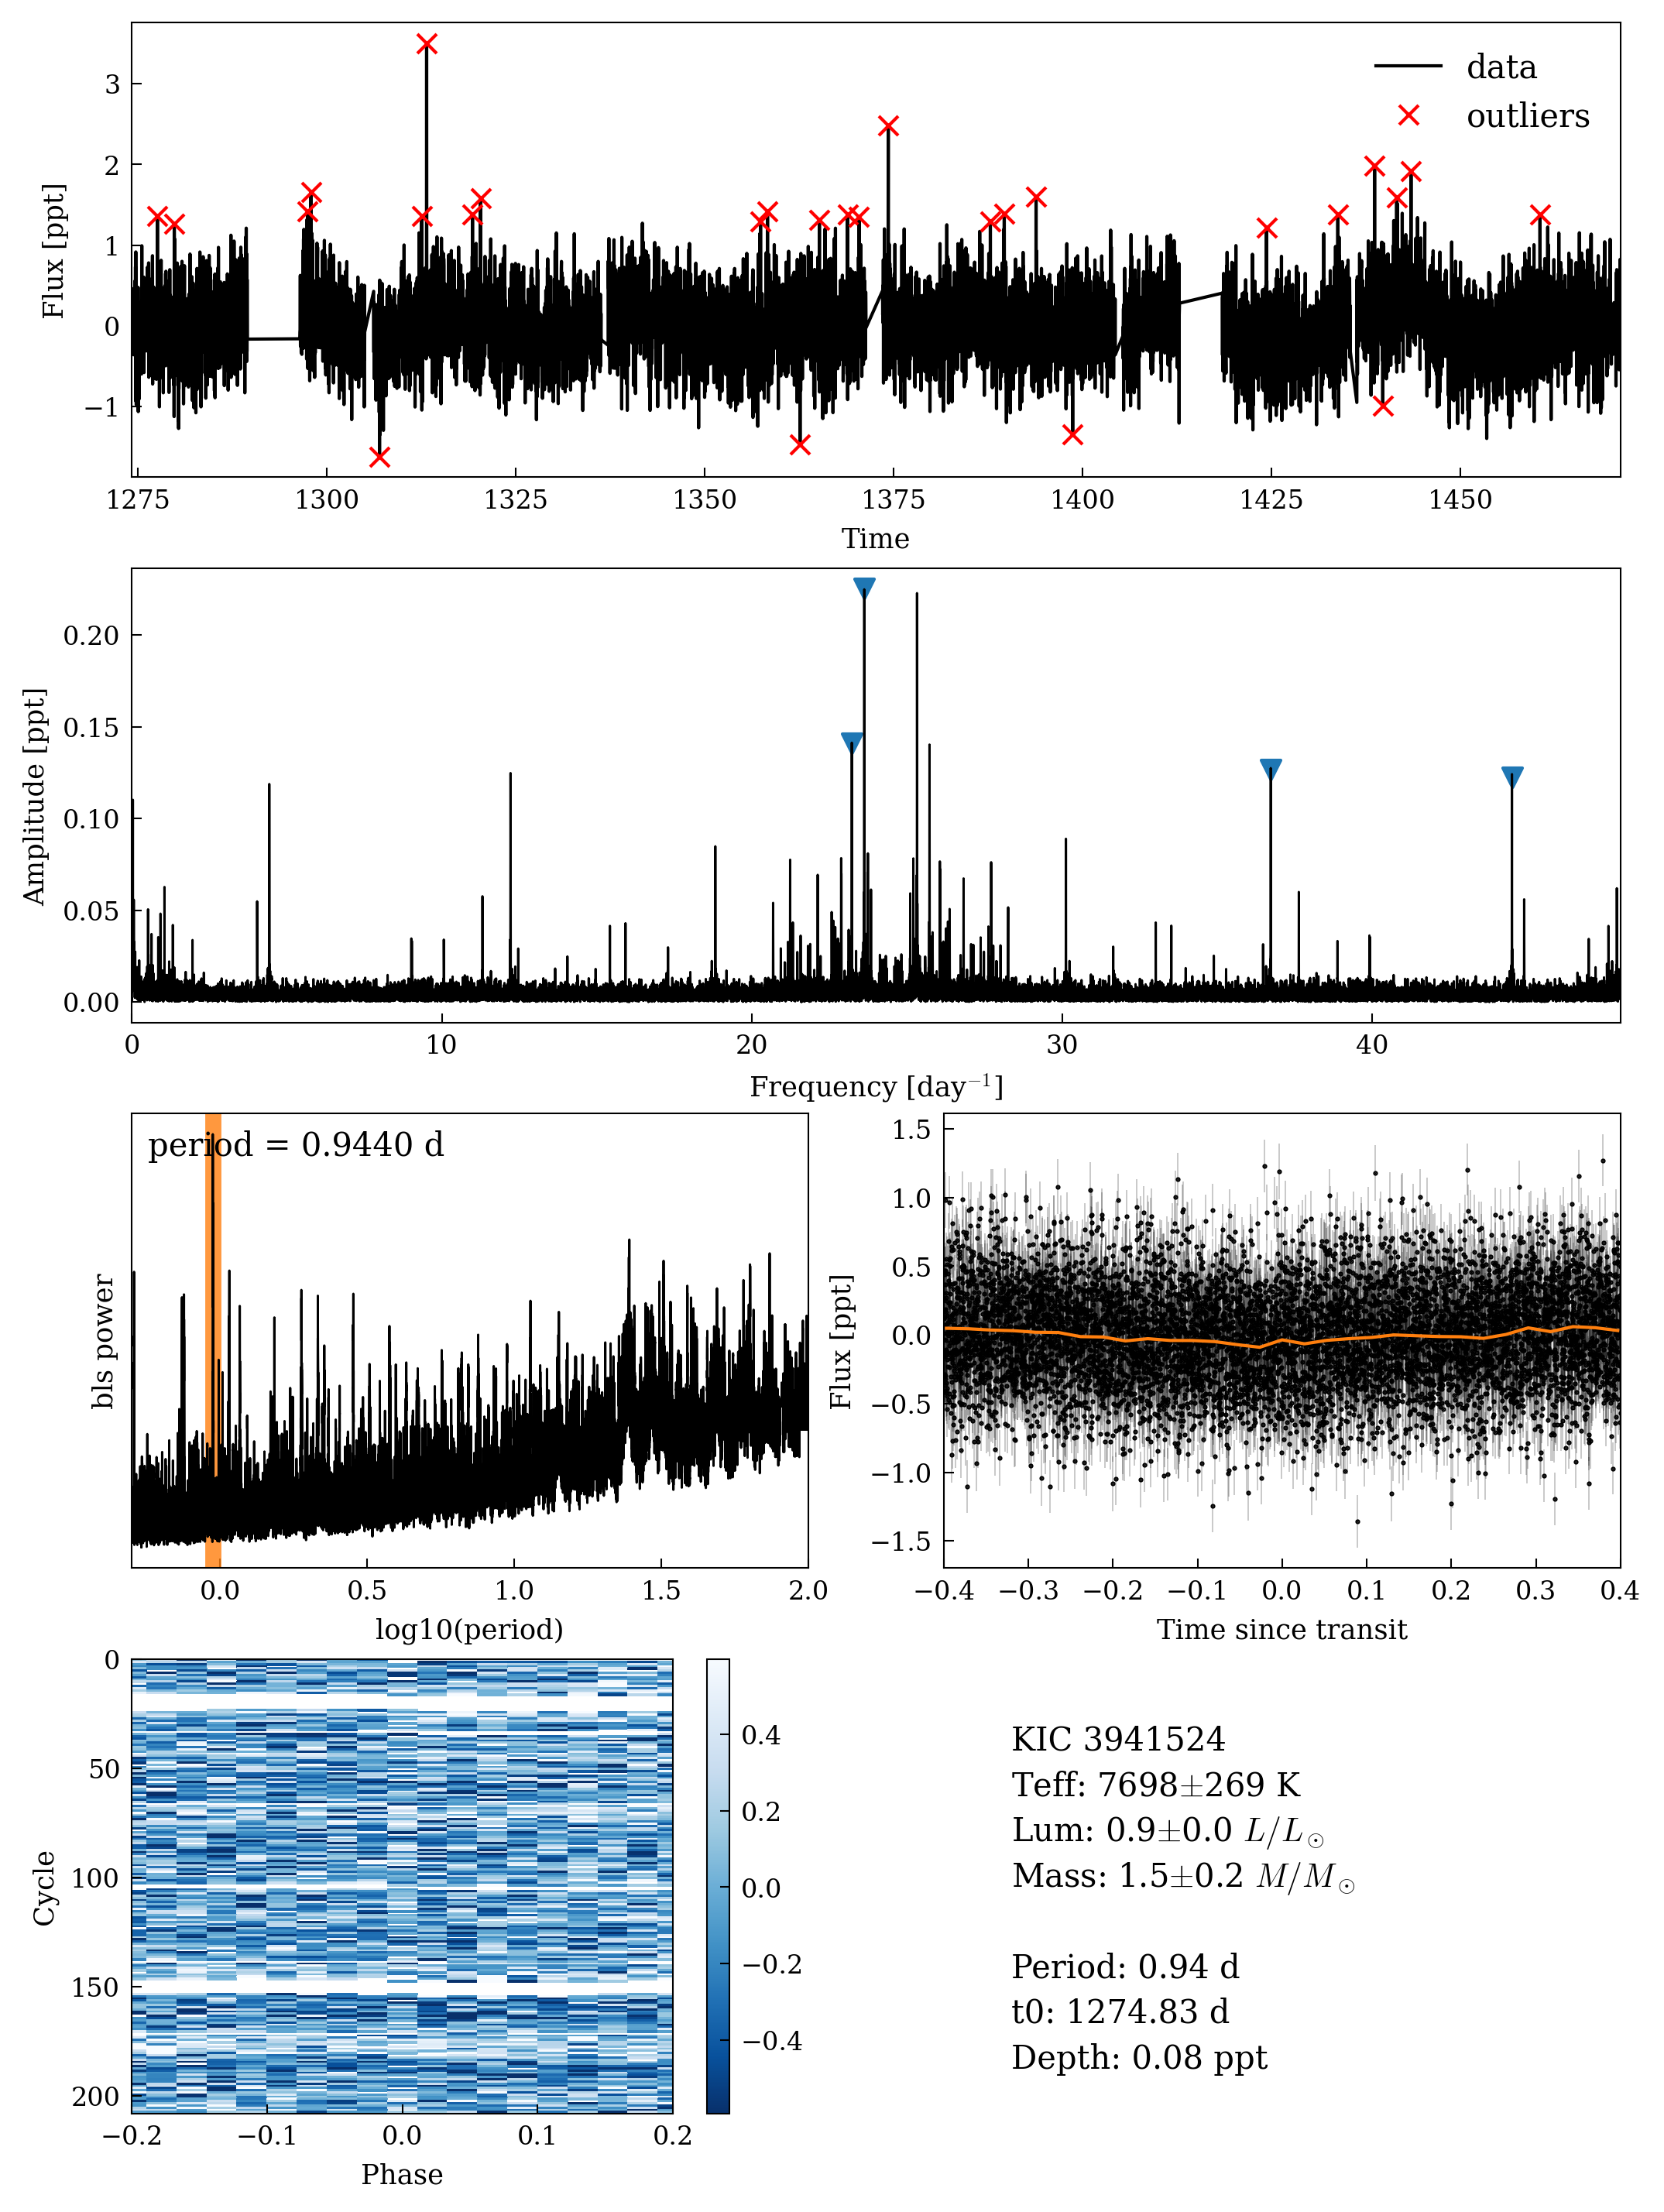 data
outliers
3
2
1
0
−1
Flux [ppt]
1275 1300 1325 1350 1375 1400 1425 1450
Time
0.20
0.15
0.10
0.05
0.00
Amplitude [ppt]
0 10 20 30 40
Frequency [day⁻¹]
period = 0.9440 d
bls power
0.0 0.5 1.0 1.5 2.0
log10(period)
1.5
1.0
0.5
0.0
−0.5
−1.0
−1.5
Flux [ppt]
−0.4 −0.3 −0.2 −0.1 0.0 0.1 0.2 0.3 0.4
Time since transit
0
50
100
150
200
Cycle
−0.2 −0.1 0.0 0.1 0.2
Phase
0.4
0.2
0.0
−0.2
−0.4
KIC 3941524
Teff: 7698±269 K
Lum: 0.9±0.0 L/L☉
Mass: 1.5±0.2 M/M☉
Period: 0.94 d
t0: 1274.83 d
Depth: 0.08 ppt